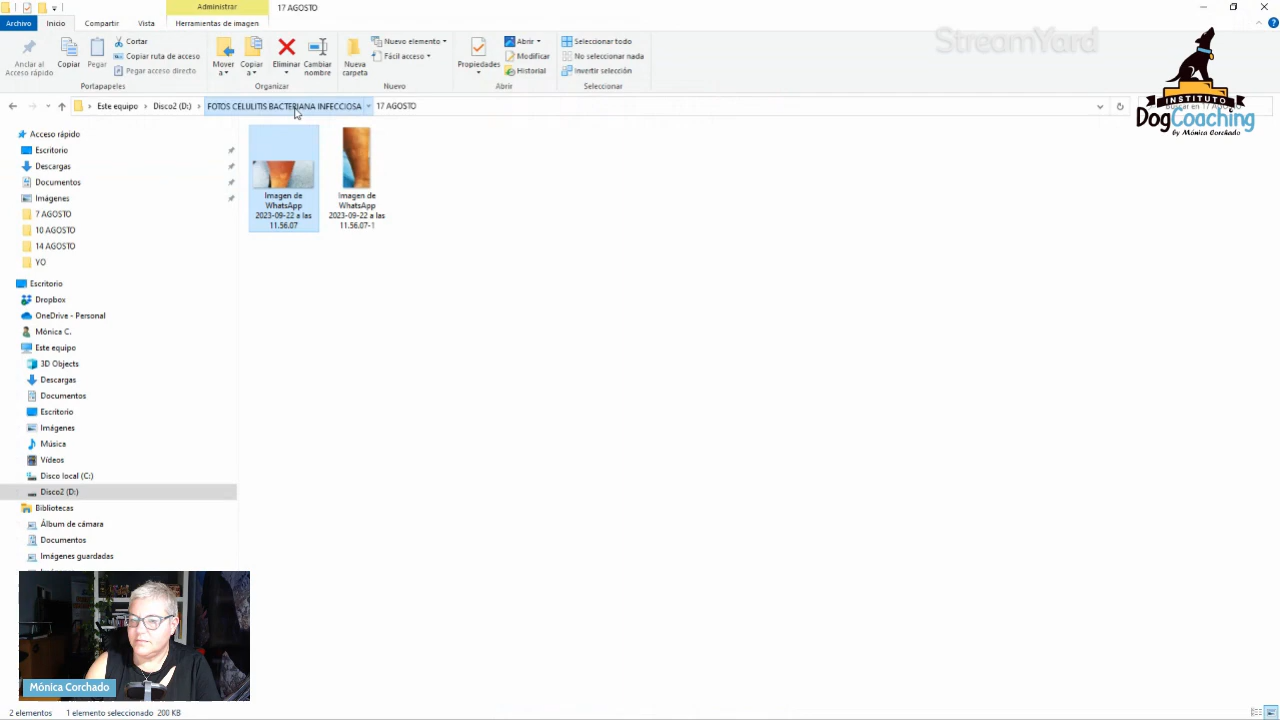 Administrar
17 AGOSTO
Archivo
Inicio
Compartir
Vista
Herramientas de imagen
Anclar al
Acceso rápido
Copiar
Pegar
Cortar
Copiar ruta de acceso
Pegar acceso directo
Portapapeles
Mover
a
Copiar
a
Eliminar
Cambiar
nombre
Organizar
Nueva
carpeta
Nuevo elemento
Fácil acceso
Nuevo
Propiedades
Abrir
Modificar
Historial
Abrir
Seleccionar todo
No seleccionar nada
Invertir selección
Seleccionar
StreamYard
INSTITUTO
DogCoaching
by Mónica Corchado
Este equipo
Disco2 (D:)
FOTOS CELULITIS BACTERIANA INFECCIOSA
17 AGOSTO
Acceso rápido
Escritorio
Descargas
Documentos
Imágenes
7 AGOSTO
10 AGOSTO
14 AGOSTO
YO
Escritorio
Dropbox
OneDrive - Personal
Mónica C.
Este equipo
3D Objects
Descargas
Documentos
Escritorio
Imágenes
Música
Vídeos
Disco local (C:)
Disco2 (D:)
Bibliotecas
Álbum de cámara
Documentos
Imágenes guardadas
Imagen de
WhatsApp
2023-09-22 a las
11.56.07
Imagen de
WhatsApp
2023-09-22 a las
11.56.07-1
Mónica Corchado
2 elementos
1 elemento seleccionado 200 KB